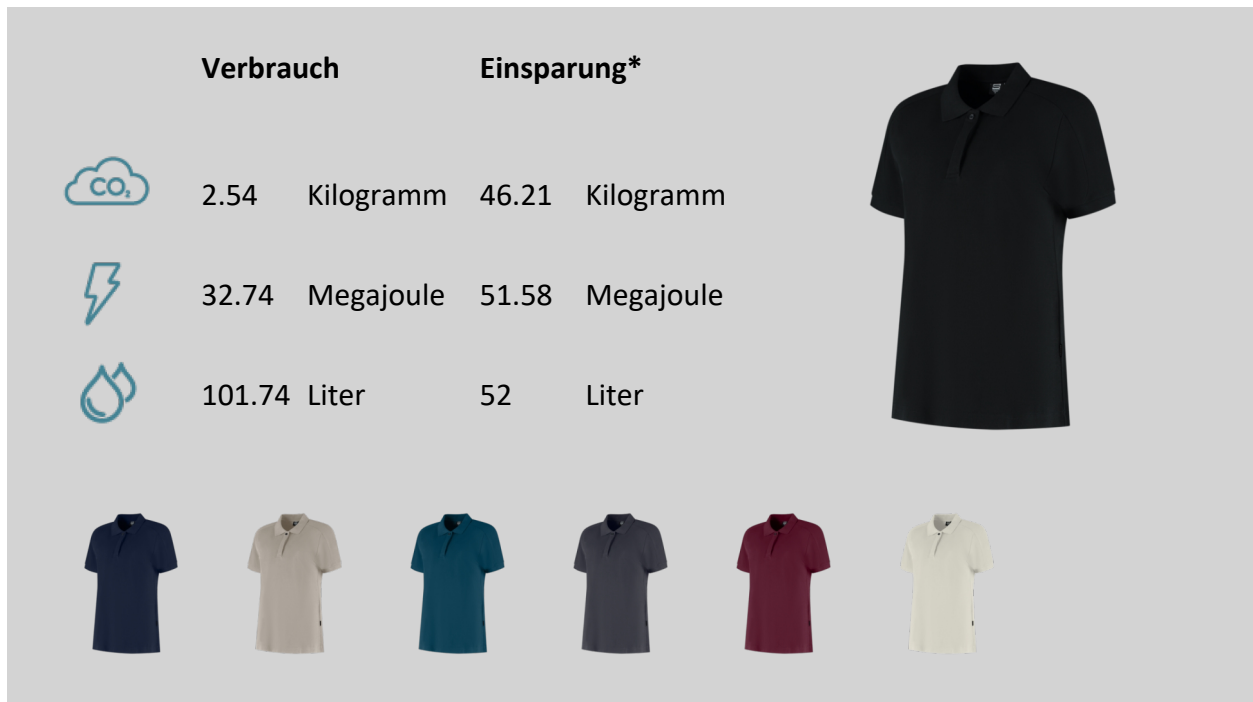 Verbrauch Einsparung*
CO₂ 2.54 Kilogramm 46.21 Kilogramm
32.74 Megajoule 51.58 Megajoule
101.74 Liter 52 Liter